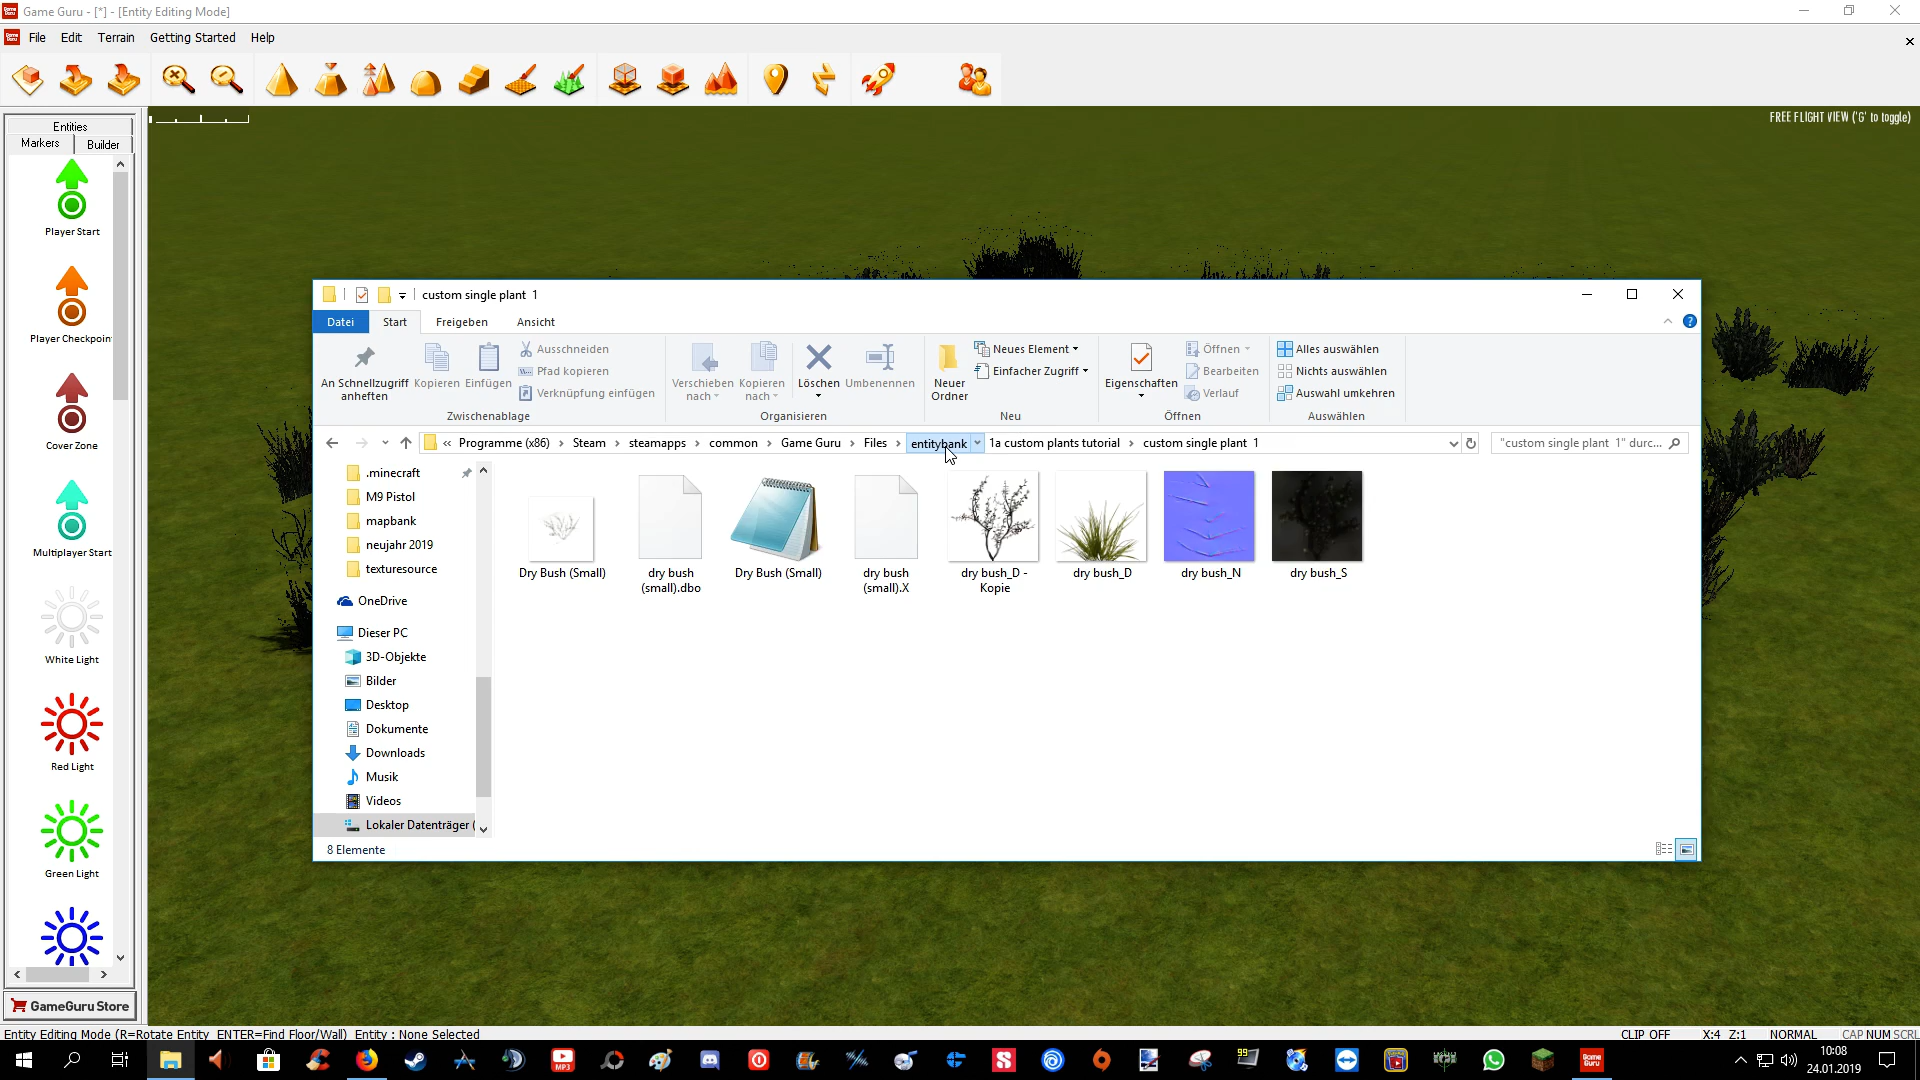 Game Guru - [*] - [Entity Editing Mode]
File Edit Terrain Getting Started Help
Entities
Markers Builder
Player Start
Player Checkpoin
Cover Zone
Multiplayer Start
White Light
Red Light
Green Light
GameGuru Store
FREE FLIGHT VIEW ('G' to toggle)
custom single plant 1
Datei Start Freigeben Ansicht
An Schnellzugriff anheften
Kopieren
Einfügen
Ausschneiden
Pfad kopieren
Verknüpfung einfügen
Zwischenablage
Verschieben nach
Kopieren nach
Löschen
Umbenennen
Organisieren
Neuer Ordner
Neues Element
Einfacher Zugriff
Neu
Eigenschaften
Öffnen
Bearbeiten
Verlauf
Öffnen
Alles auswählen
Nichts auswählen
Auswahl umkehren
Auswählen
« Programme (x86) › Steam › steamapps › common › Game Guru › Files › entitybank 1a custom plants tutorial › custom single plant 1
"custom single plant 1" durc...
.minecraft
M9 Pistol
mapbank
neujahr 2019
texturesource
OneDrive
Dieser PC
3D-Objekte
Bilder
Desktop
Dokumente
Downloads
Musik
Videos
Lokaler Datenträger (
Dry Bush (Small)
dry bush (small).dbo
Dry Bush (Small)
dry bush (small).X
dry bush_D - Kopie
dry bush_D
dry bush_N
dry bush_S
8 Elemente
Entity Editing Mode (R=Rotate Entity ENTER=Find Floor/Wall) Entity : None Selected
CLIP OFF X:4 Z:1 NORMAL CAP NUM SCRL
10:08
24.01.2019